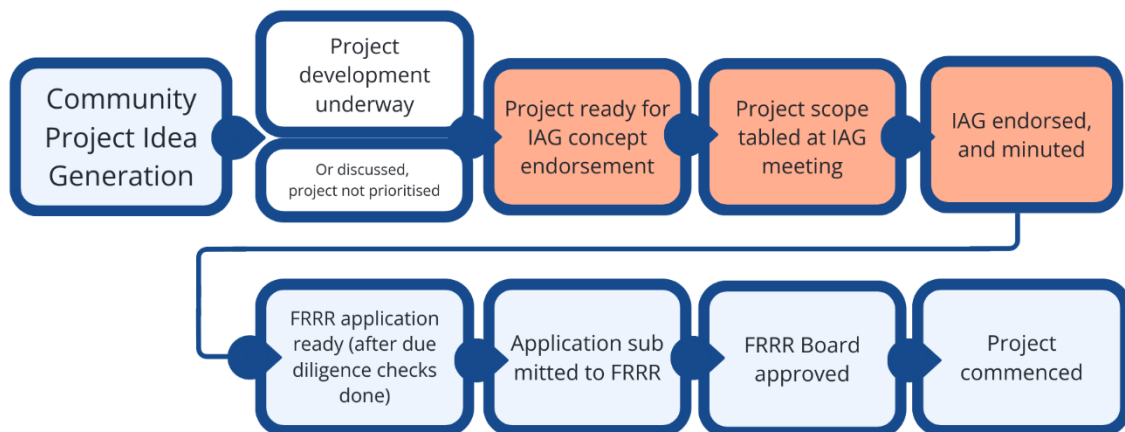 Community
Project Idea
Generation
Project
development
underway
Or discussed,
project not prioritised
Project ready for
IAG concept
endorsement
Project scope
tabled at IAG
meeting
IAG endorsed,
and minuted
FRRR application
ready (after due
diligence checks
done)
Application sub
mitted to FRRR
FRRR Board
approved
Project
commenced